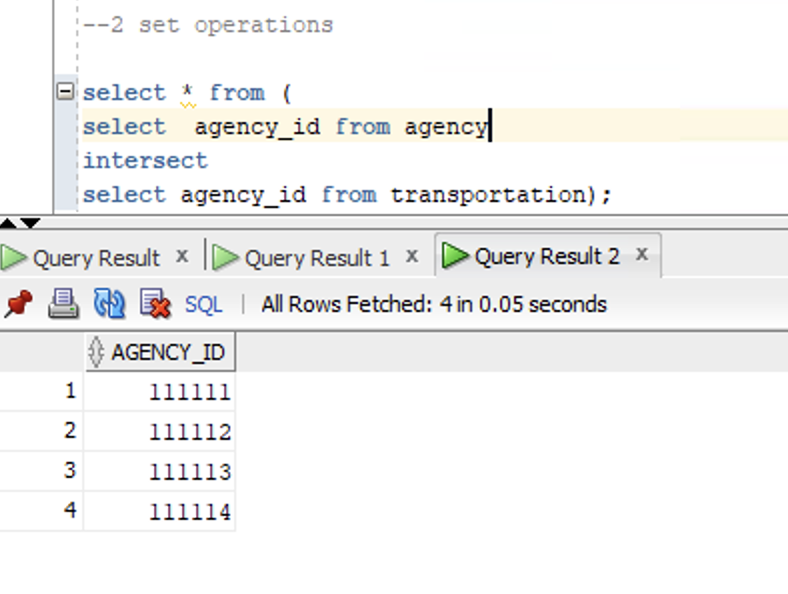 --2 set operations
select * from (
select  agency_id from agency
intersect
select agency_id from transportation);
Query Result x Query Result 1 x Query Result 2 x
SQL | All Rows Fetched: 4 in 0.05 seconds
AGENCY_ID
1 111111
2 111112
3 111113
4 111114